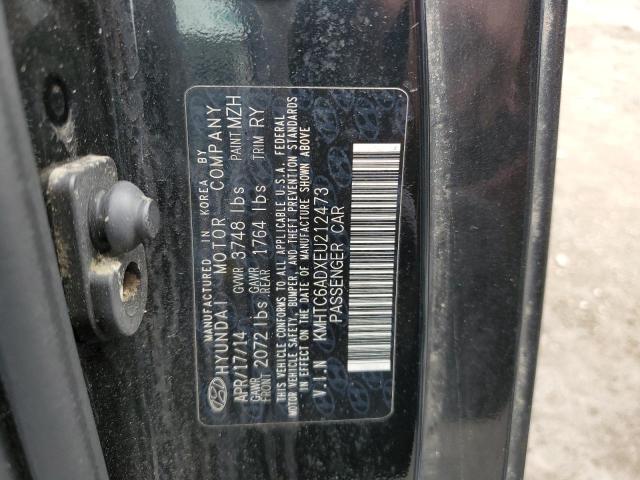 MANUFACTURED IN KOREA BY
HYUNDAI MOTOR COMPANY
APR/17/14 GVWR 3748 lbs PAINT MZH
GAWR FRONT 2072 lbs GAWR REAR 1764 lbs TRIM RY
THIS VEHICLE CONFORMS TO ALL APPLICABLE U.S.A. FEDERAL
MOTOR VEHICLE SAFETY, BUMPER, AND THEFT PREVENTION STANDARDS
IN EFFECT ON THE DATE OF MANUFACTURE SHOWN ABOVE.
V.I.N KMHTC6ADXEU212473
PASSENGER CAR